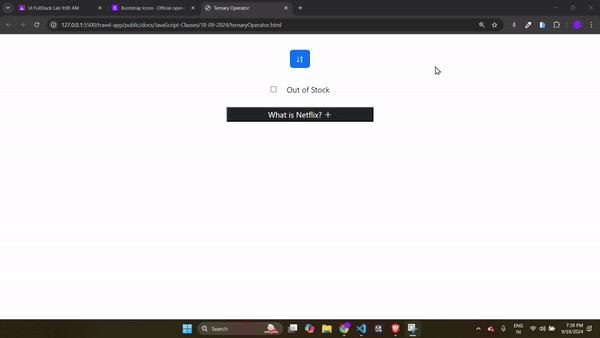 UI FullStack Lab 9:00 AM
Bootstrap Icons - Official open
Ternary Operator
127.0.0.1:5500/travel-app/public/docs/JavaScript-Classes/18-09-2024/ternaryOperator.html
Out of Stock
What is Netflix? +
Search
ENG
IN
7:39 PM
9/18/2024